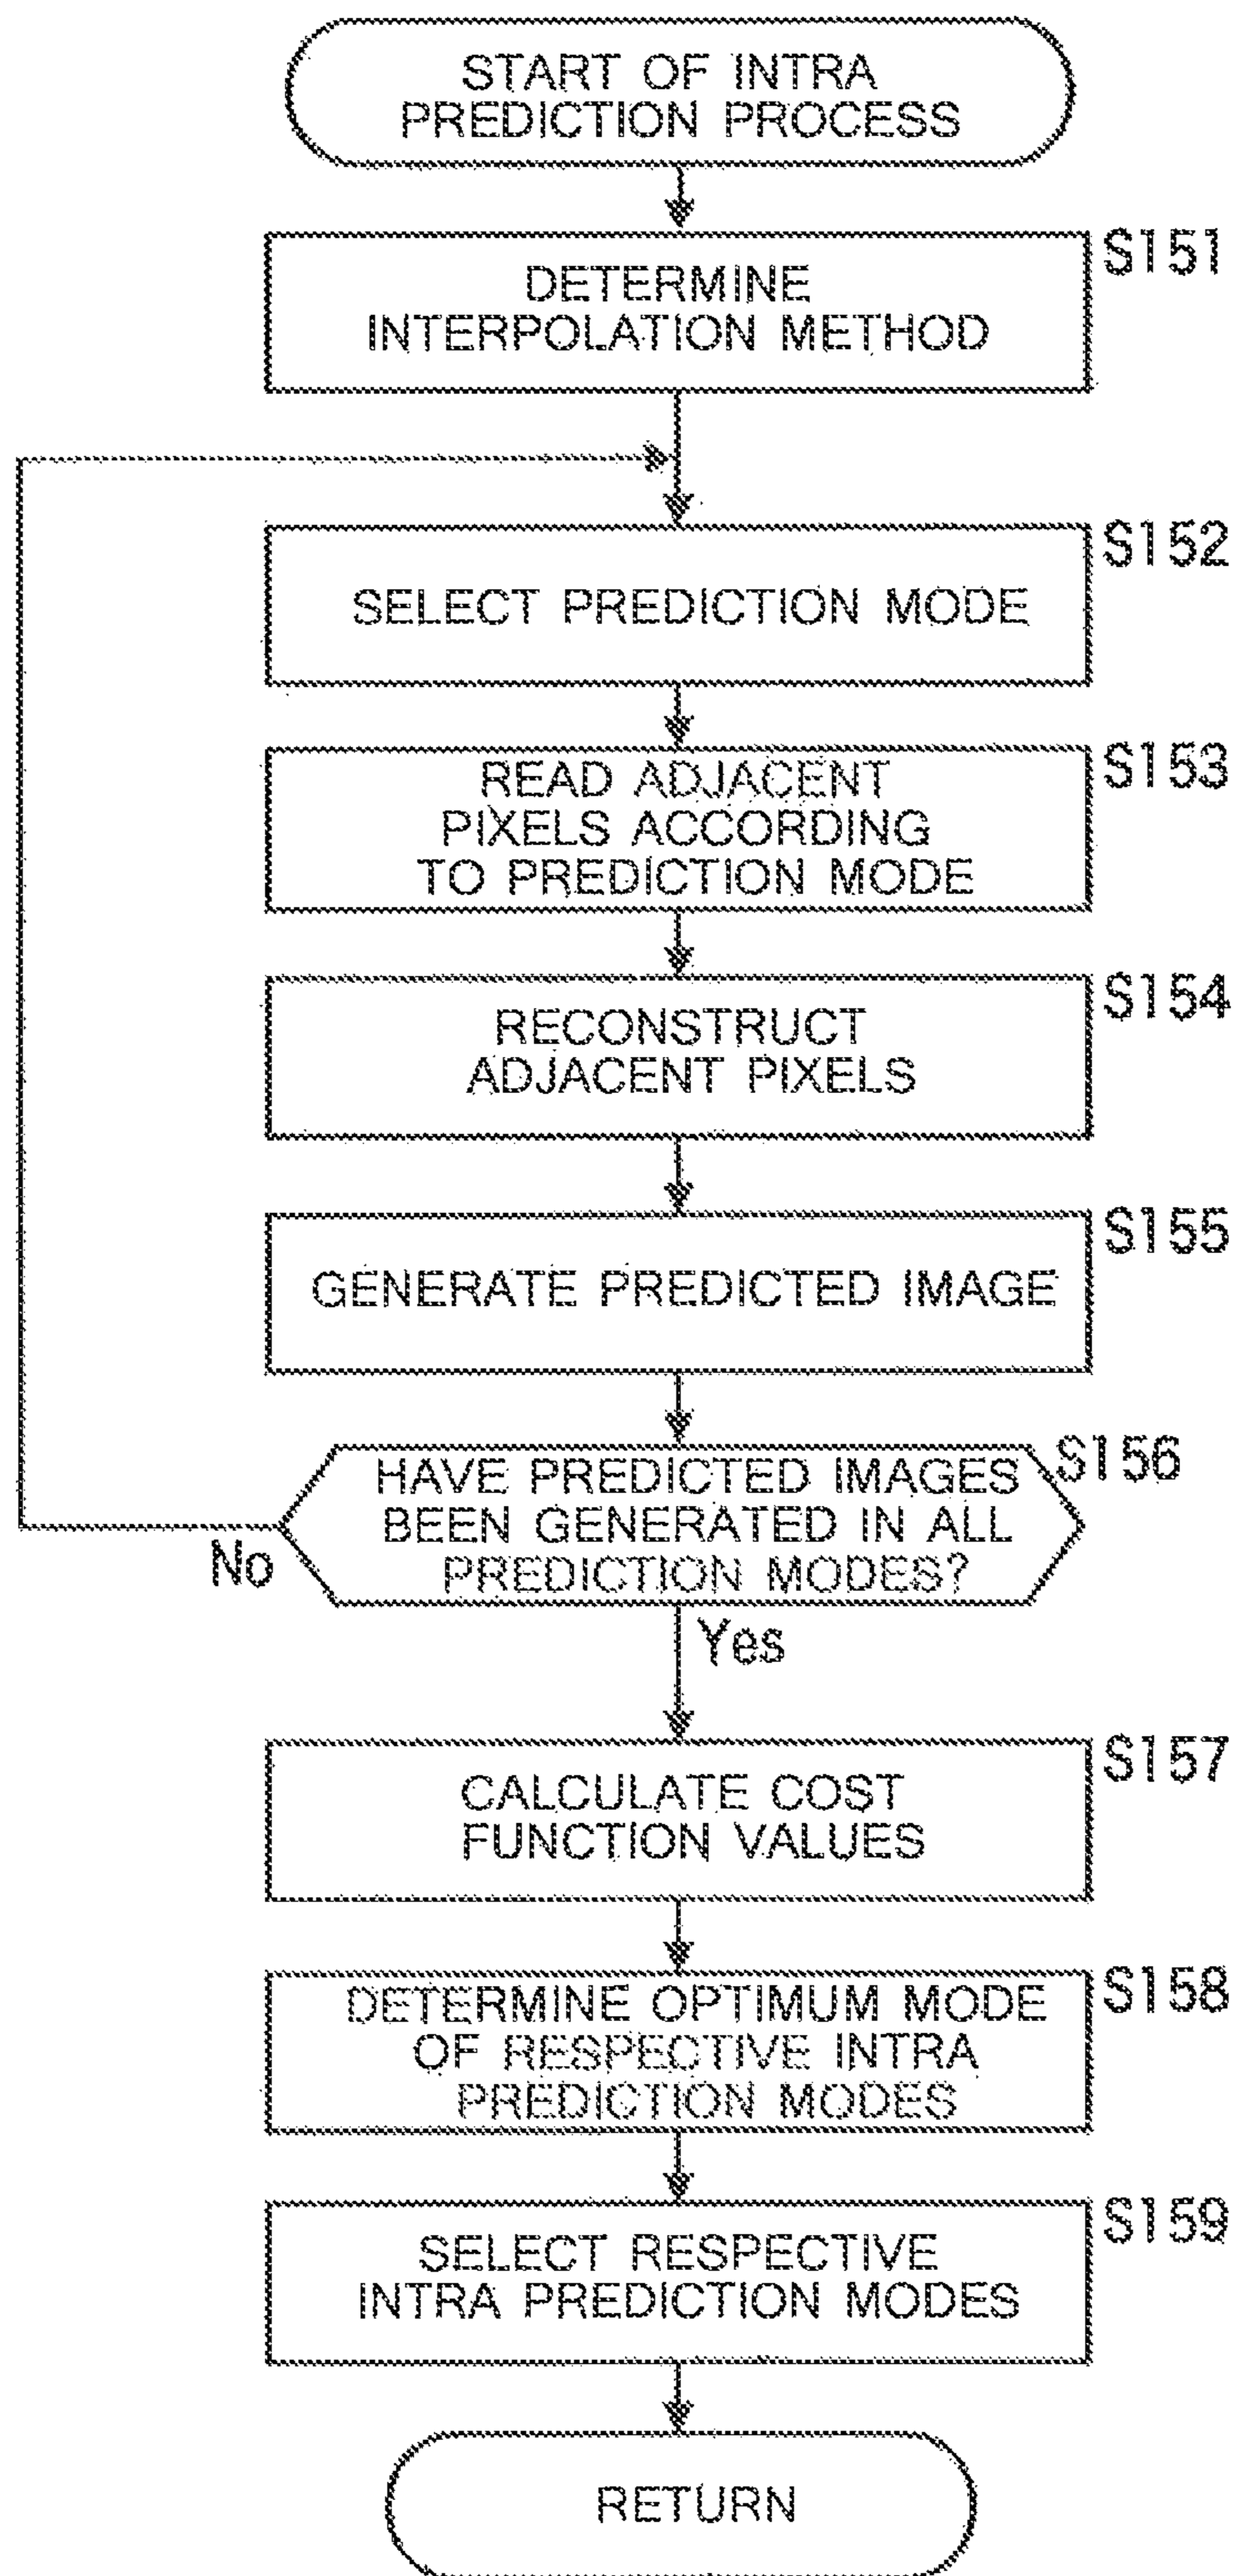 START OF INTRA
PREDICTION PROCESS
S151
DETERMINE
INTERPOLATION METHOD
S152
SELECT PREDICTION MODE
S153
READ ADJACENT
PIXELS ACCORDING
TO PREDICTION MODE
S154
RECONSTRUCT
ADJACENT PIXELS
S155
GENERATE PREDICTED IMAGE
S156
HAVE PREDICTED IMAGES
BEEN GENERATED IN ALL
PREDICTION MODES?
No
Yes
S157
CALCULATE COST
FUNCTION VALUES
S158
DETERMINE OPTIMUM MODE
OF RESPECTIVE INTRA
PREDICTION MODES
S159
SELECT RESPECTIVE
INTRA PREDICTION MODES
RETURN